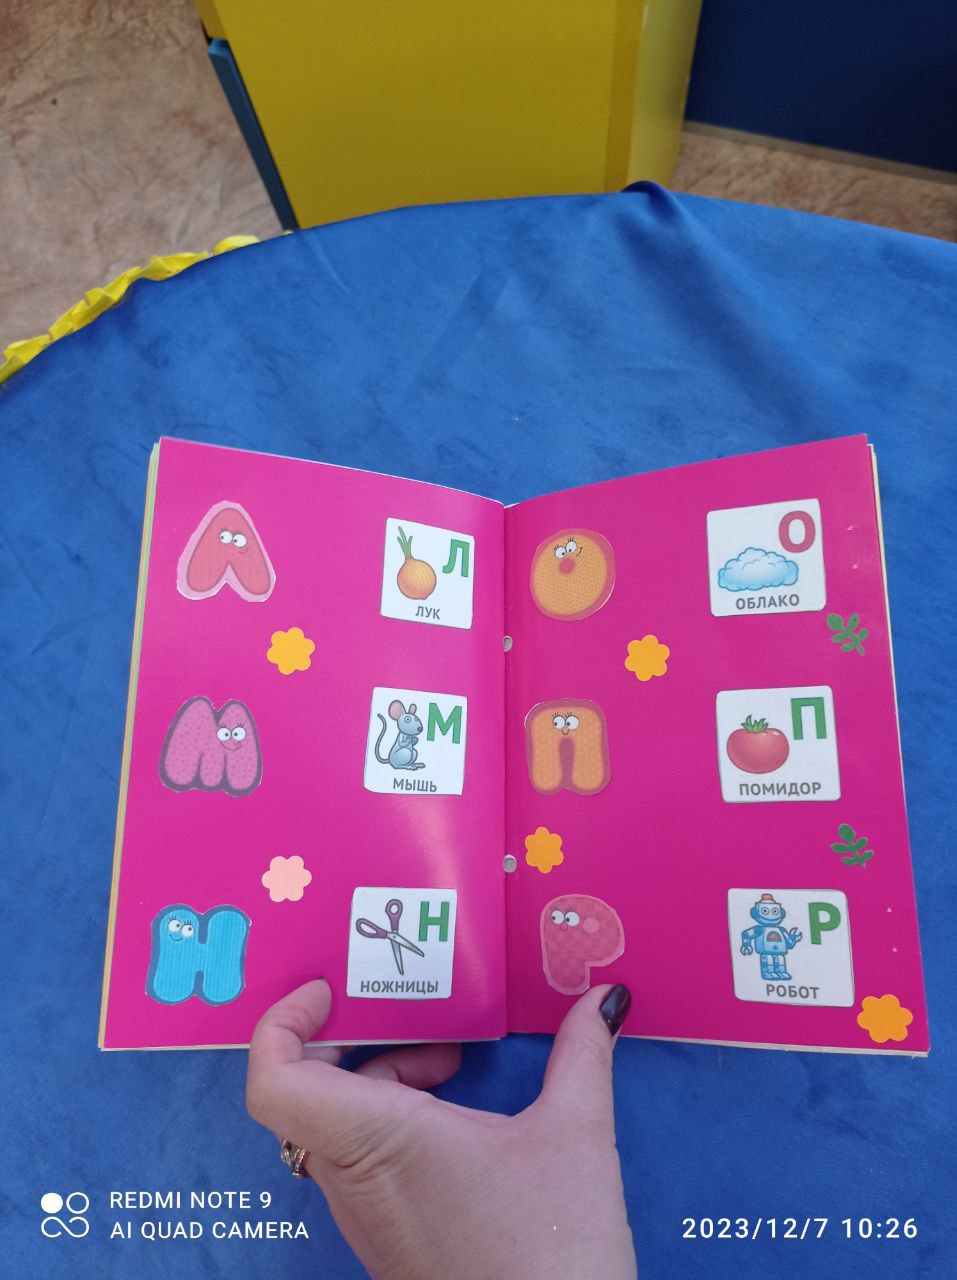 Л
Л
ЛУК
М
М
МЫШЬ
Н
Н
НОЖНИЦЫ
О
О
ОБЛАКО
П
П
ПОМИДОР
Р
Р
РОБОТ
REDMI NOTE 9
AI QUAD CAMERA
2023/12/7 10:26